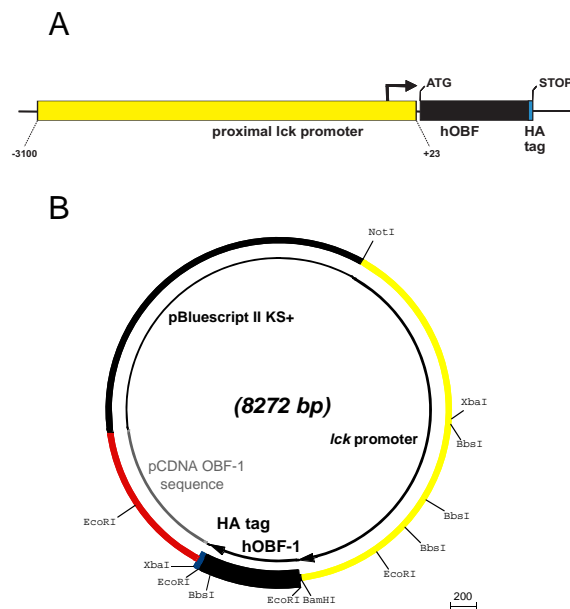 A
ATG
STOP
proximal lck promoter
hOBF
HA
tag
-3100
+23
B
NotI
pBluescript II KS+
XbaI
(8272 bp)
BbsI
lck promoter
pCDNA OBF-1
sequence
BbsI
EcoRI
HA tag
BbsI
hOBF-1
XbaI
EcoRI
EcoRI
BbsI
EcoRI
BamHI
200